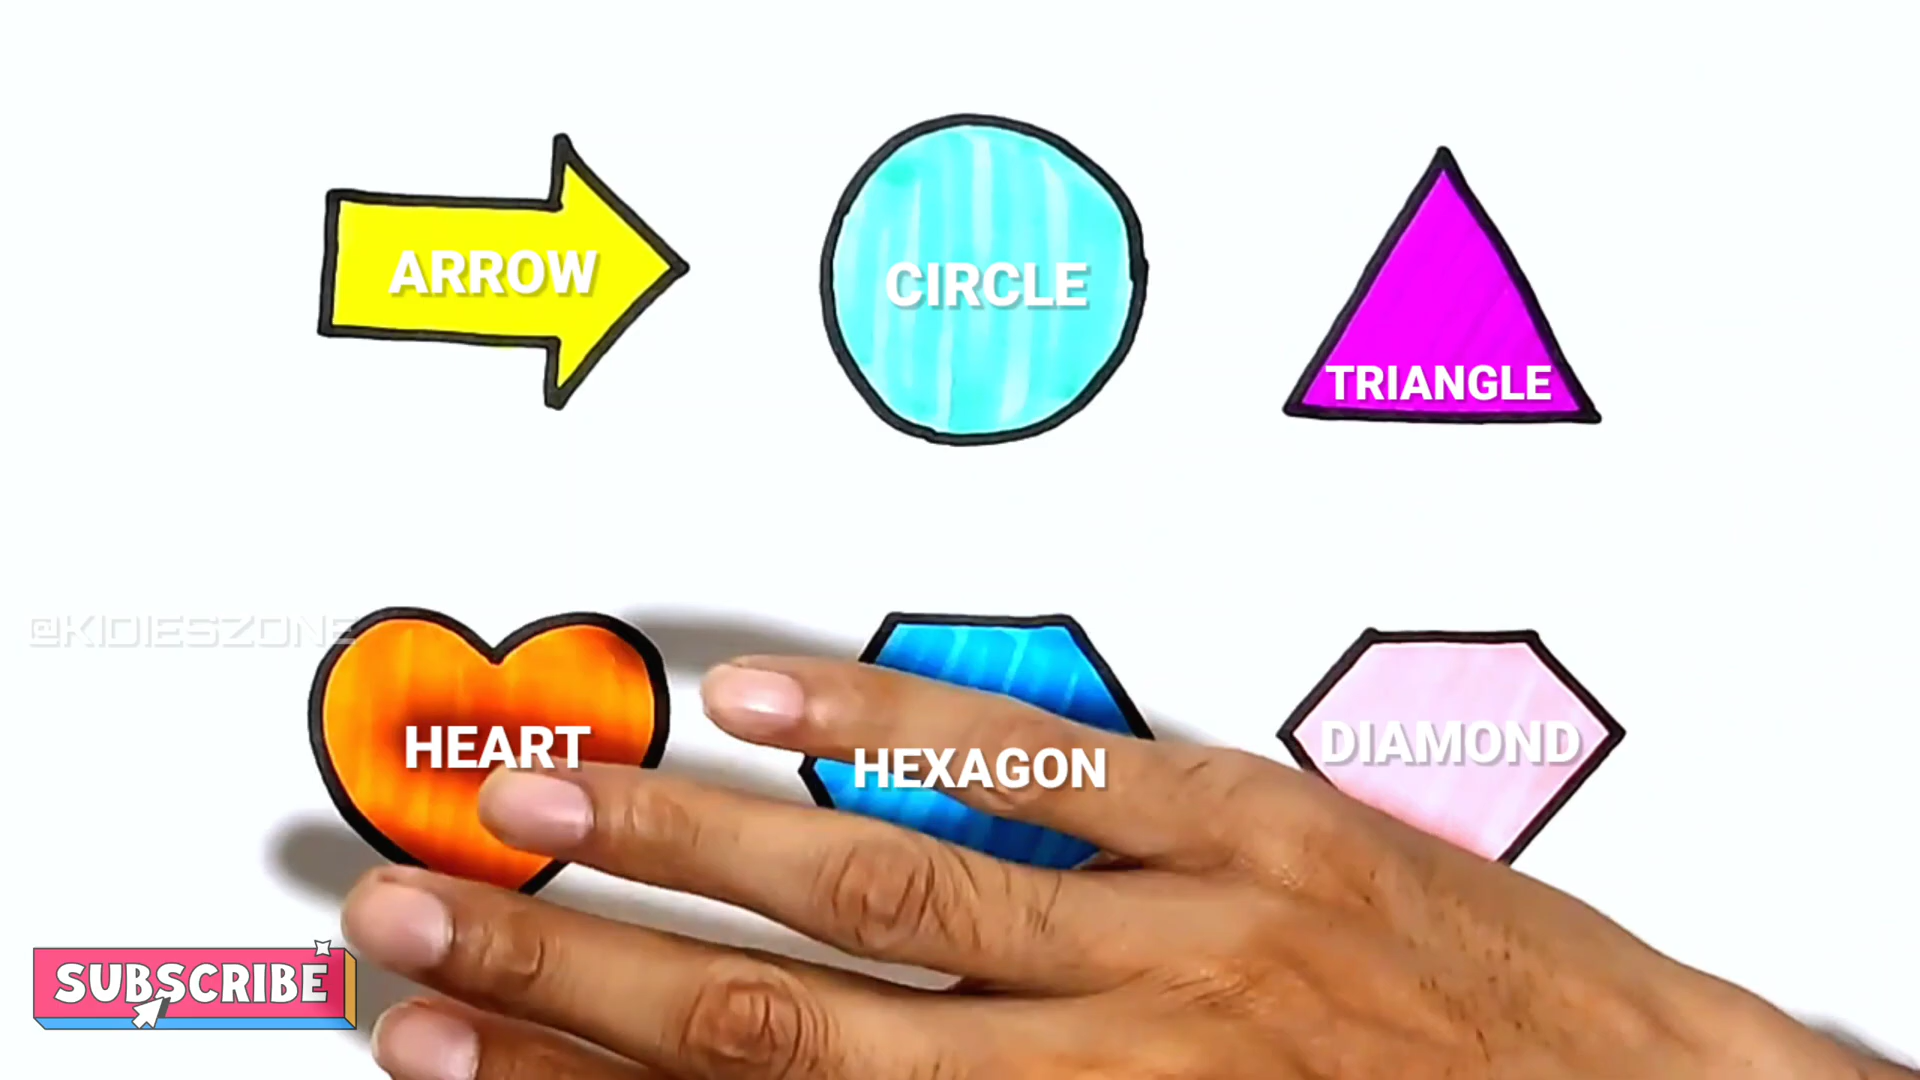 ARROW
CIRCLE
TRIANGLE
@KIDIESZONE
HEART
HEXAGON
DIAMOND
SUBSCRIBE